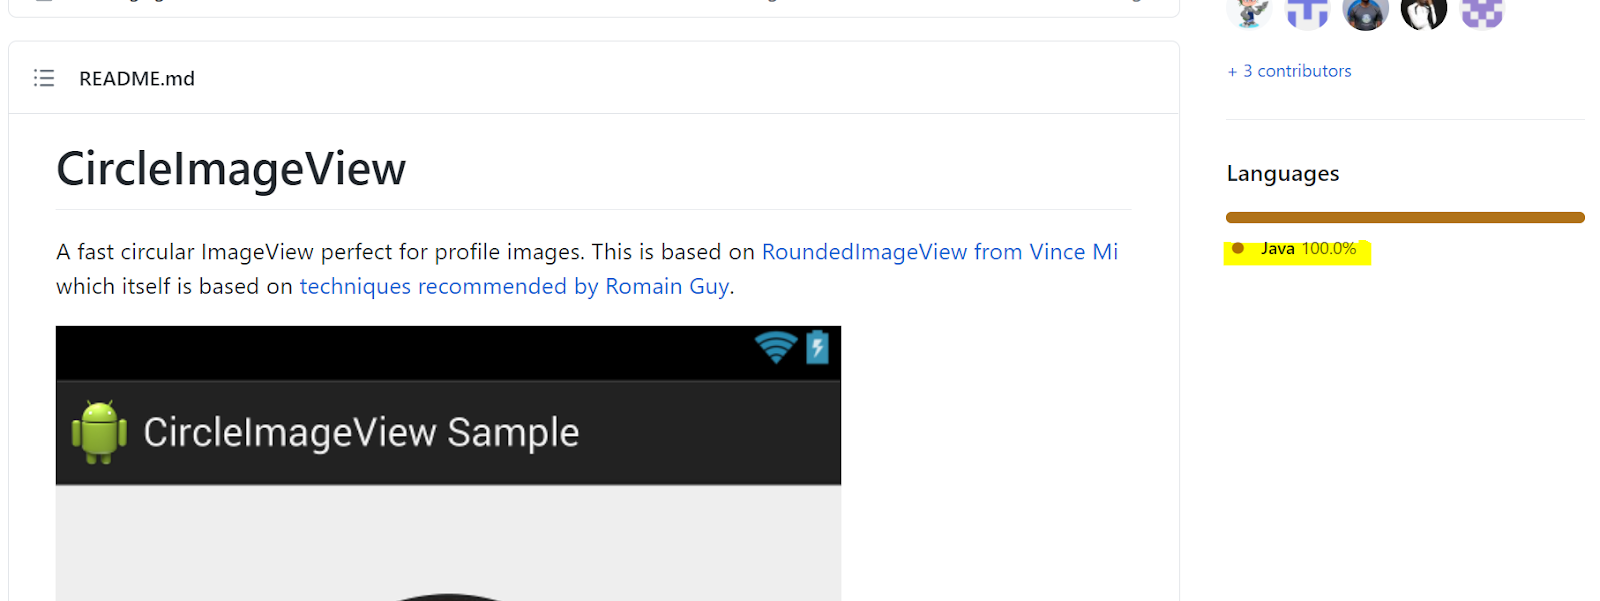 README.md
CircleImageView
A fast circular ImageView perfect for profile images. This is based on RoundedImageView from Vince Mi
which itself is based on techniques recommended by Romain Guy.
CircleImageView Sample
+ 3 contributors
Languages
Java 100.0%